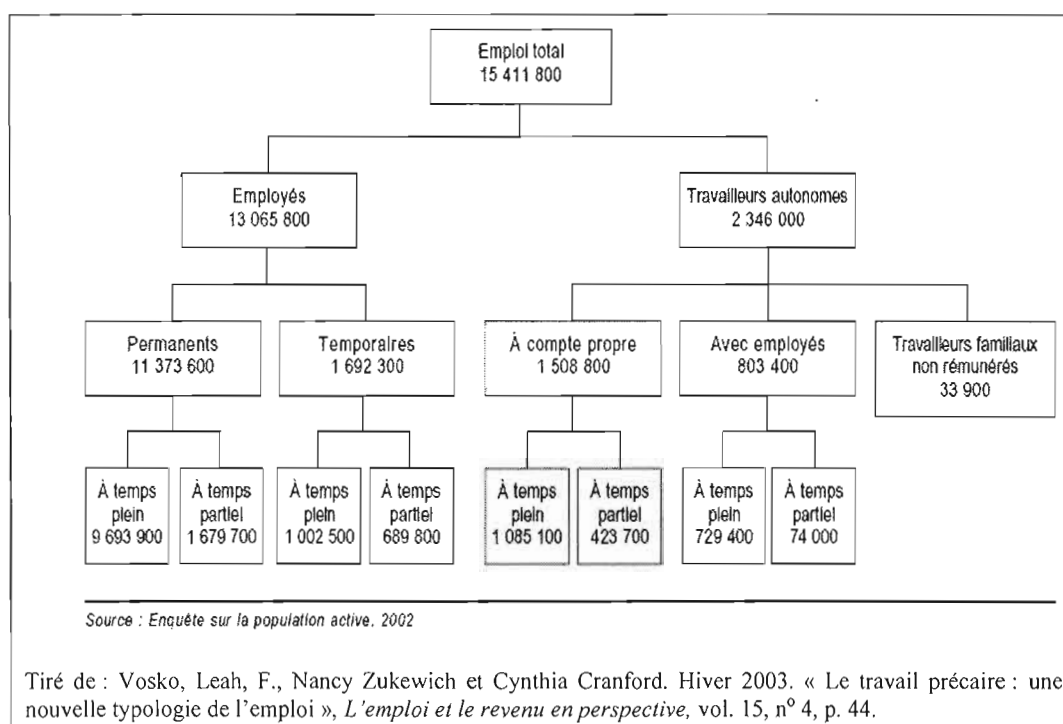 Emploi total
15 411 800
Employés
13 065 800
Travailleurs autonomes
2 346 000
Permanents
11 373 600
Temporaires
1 692 300
À compte propre
1 508 800
Avec employés
803 400
Travailleurs familiaux
non rémunérés
33 900
À temps
plein
9 693 900
À temps
partiel
1 679 700
À temps
plein
1 002 500
À temps
partiel
689 800
À temps
plein
1 085 100
À temps
partiel
423 700
À temps
plein
729 400
À temps
partiel
74 000
Source : Enquête sur la population active, 2002
Tiré de : Vosko, Leah, F., Nancy Zukewich et Cynthia Cranford. Hiver 2003. « Le travail précaire : une
nouvelle typologie de l'emploi », L'emploi et le revenu en perspective, vol. 15, nº 4, p. 44.